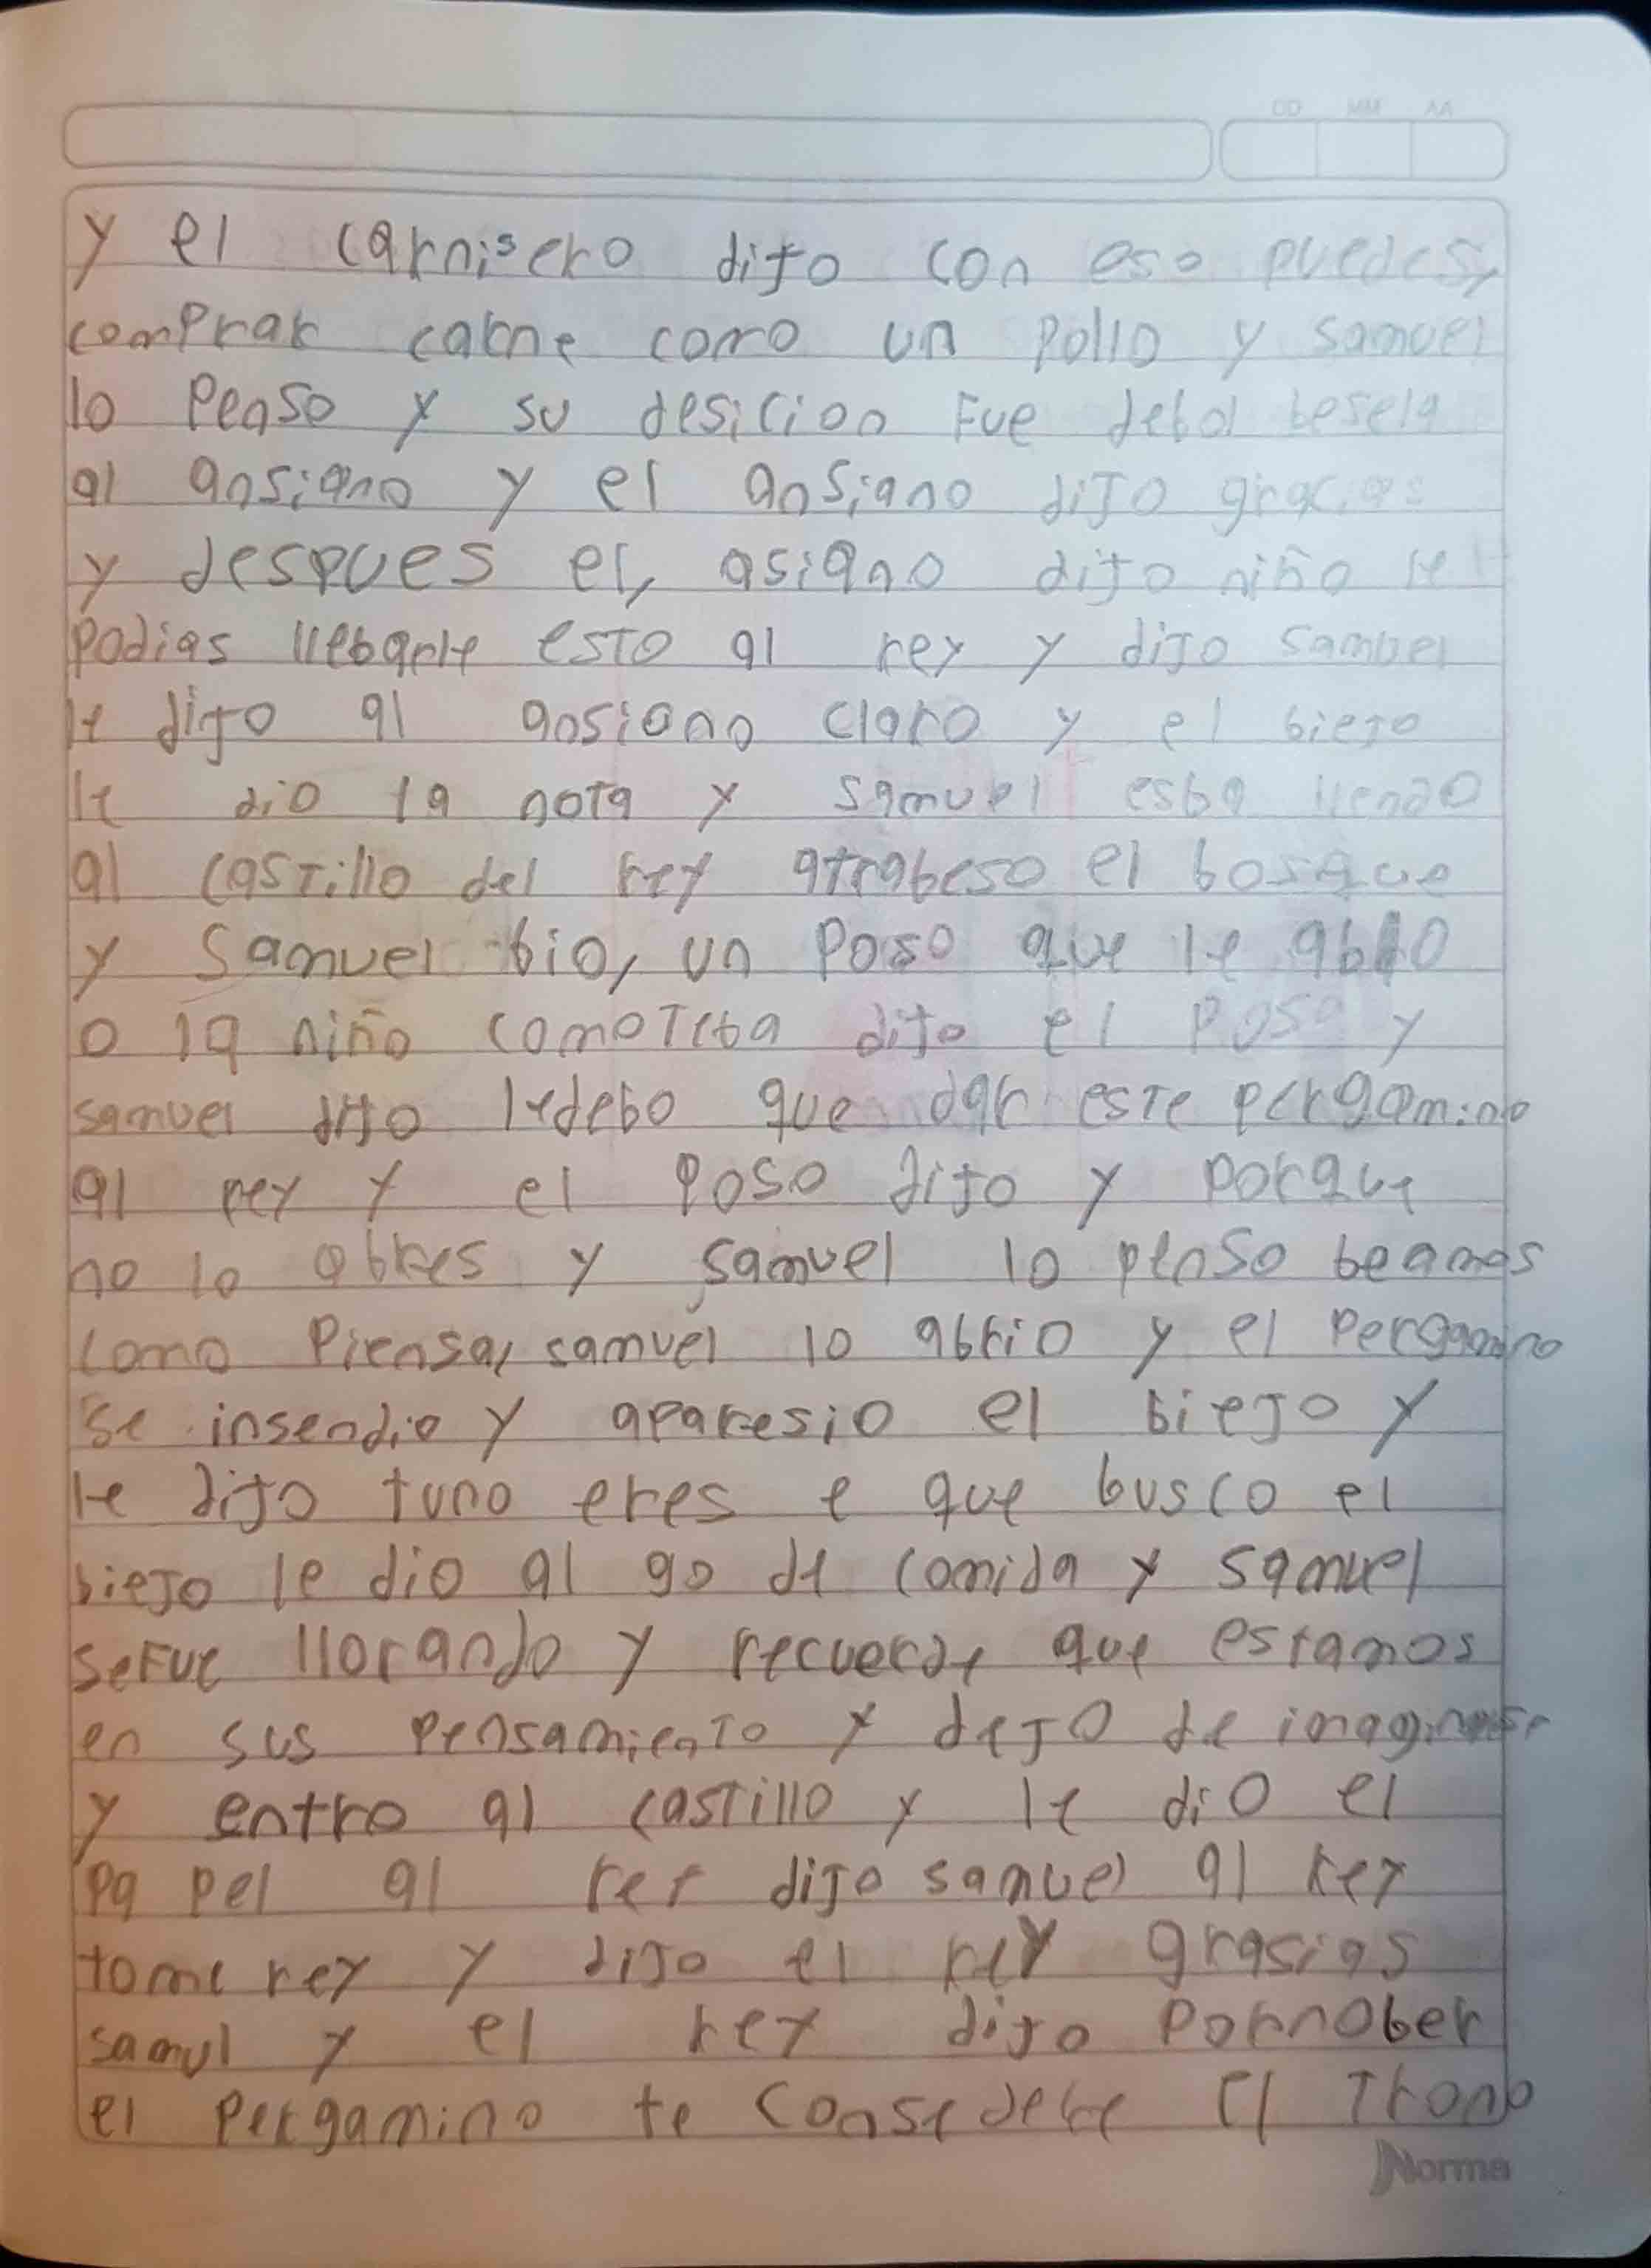 DD MM AA
y el carnisero dijo con eso puedes,
comprar carne como un pollo y samuel
lo penso y su desicion fue debol besela
al ansiano y el ansiano dijo gracias
y despues el, asiano dijo niño le
podias llebarle esto al rey y dijo samuel
le dijo al ansiano claro y el biejo
le dio la nota y samuel esba llendo
al castillo del rey atrabeso el bosque
y Samuel bio, un poso que le ablo
o la niño comoteba dijo el poso y
samuel dijo ledebo que dar este pergamino
al rey y el poso dijo y porque
no lo abres y samuel lo penso beamos
como piensa, samuel lo abrio y el pergamino
se insendio y aparesio el biejo y
le dijo tuno eres e que busco el
biejo le dio al go de comida y samuel
sefue llorando y recuerde que estamos
en sus pensamiento y dejo de imaginarse
y entro al castillo y le dio el
pa pel al rey dijo samuel al rey
tome rey y dijo el rey grasias
samul y el rey dijo pornober
el pergamino te consedere el trono
Norma